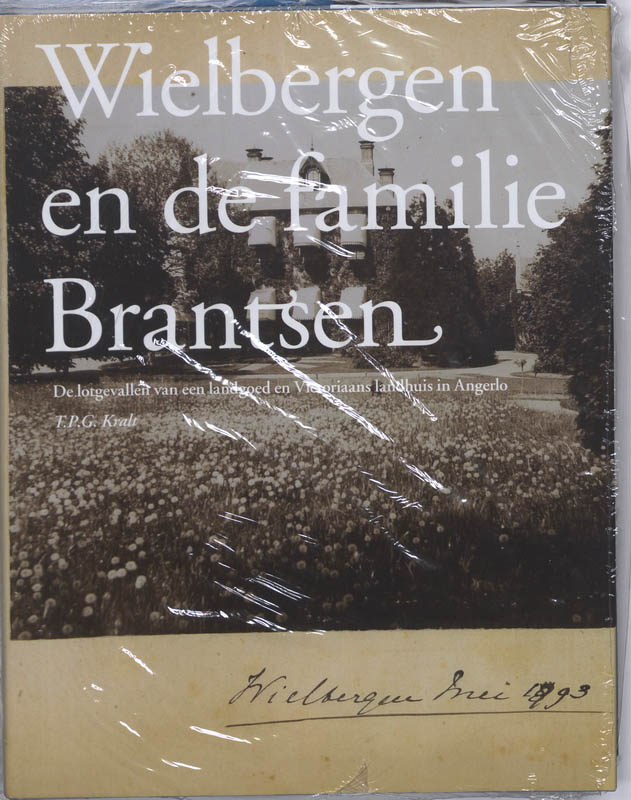 Wielbergen
en de familie
Brantsen
De lotgevallen van een landgoed en Victoriaans landhuis in Angerlo
T.P.G. Kralt
Wielbergen Mei 1893